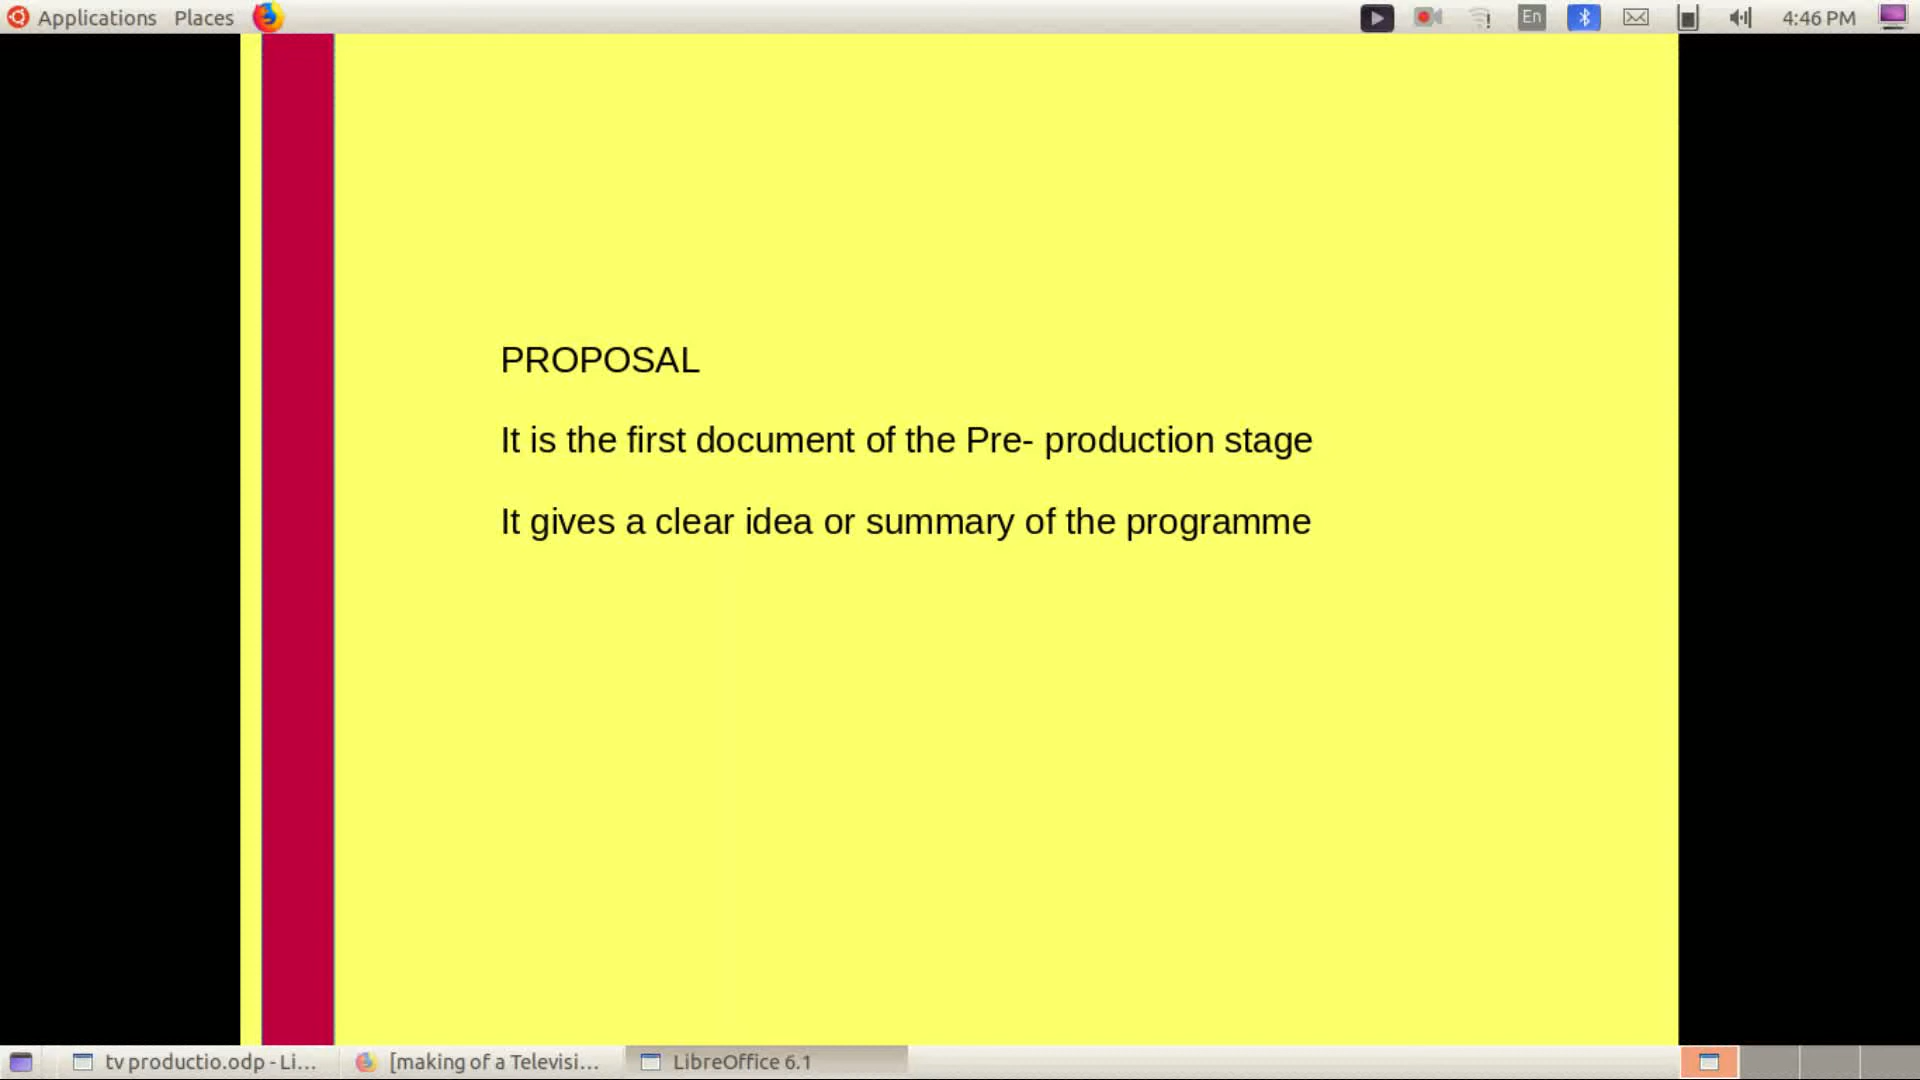 Applications Places En 4:46 PM
PROPOSAL
It is the first document of the Pre- production stage
It gives a clear idea or summary of the programme
tv productio.odp - Li... [making of a Televisi... LibreOffice 6.1